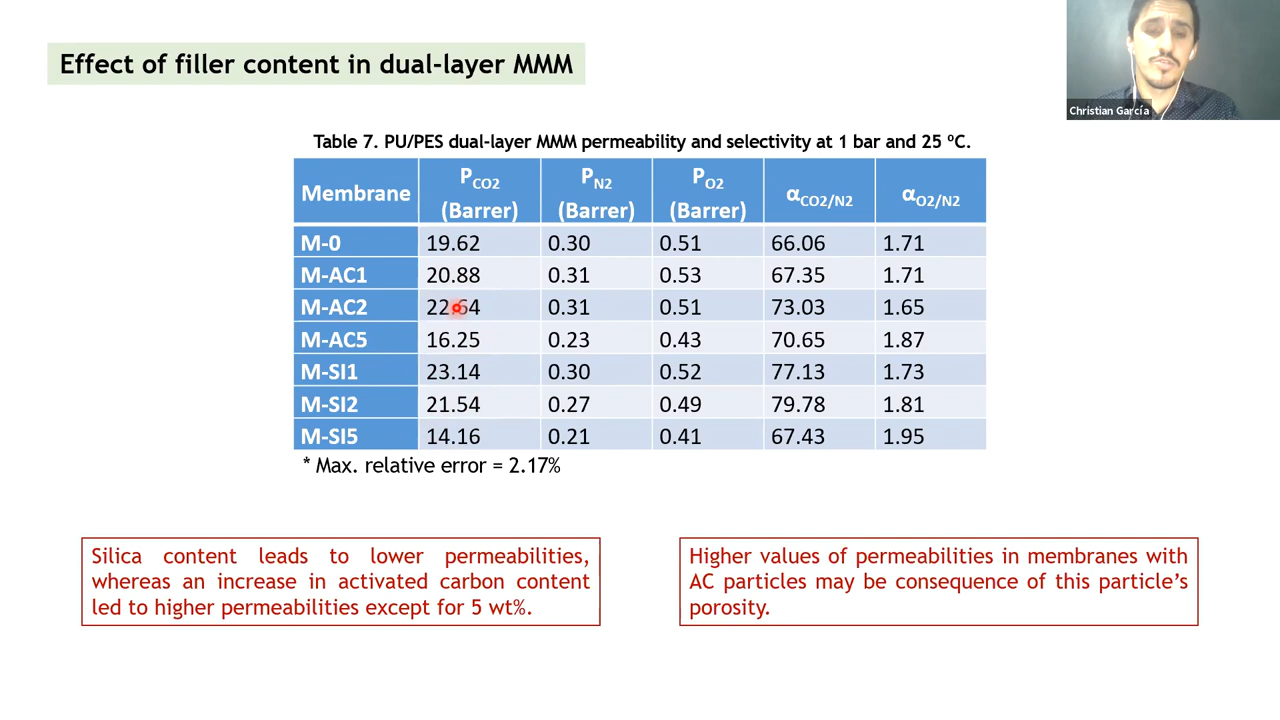 Effect of filler content in dual-layer MMM
Christian García
Table 7. PU/PES dual-layer MMM permeability and selectivity at 1 bar and 25 ºC.
Membrane P_CO2 (Barrer) P_N2 (Barrer) P_O2 (Barrer) α_CO2/N2 α_O2/N2
M-0 19.62 0.30 0.51 66.06 1.71
M-AC1 20.88 0.31 0.53 67.35 1.71
M-AC2 22.64 0.31 0.51 73.03 1.65
M-AC5 16.25 0.23 0.43 70.65 1.87
M-SI1 23.14 0.30 0.52 77.13 1.73
M-SI2 21.54 0.27 0.49 79.78 1.81
M-SI5 14.16 0.21 0.41 67.43 1.95
* Max. relative error = 2.17%
Silica content leads to lower permeabilities,
whereas an increase in activated carbon content
led to higher permeabilities except for 5 wt%.
Higher values of permeabilities in membranes with
AC particles may be consequence of this particle's
porosity.